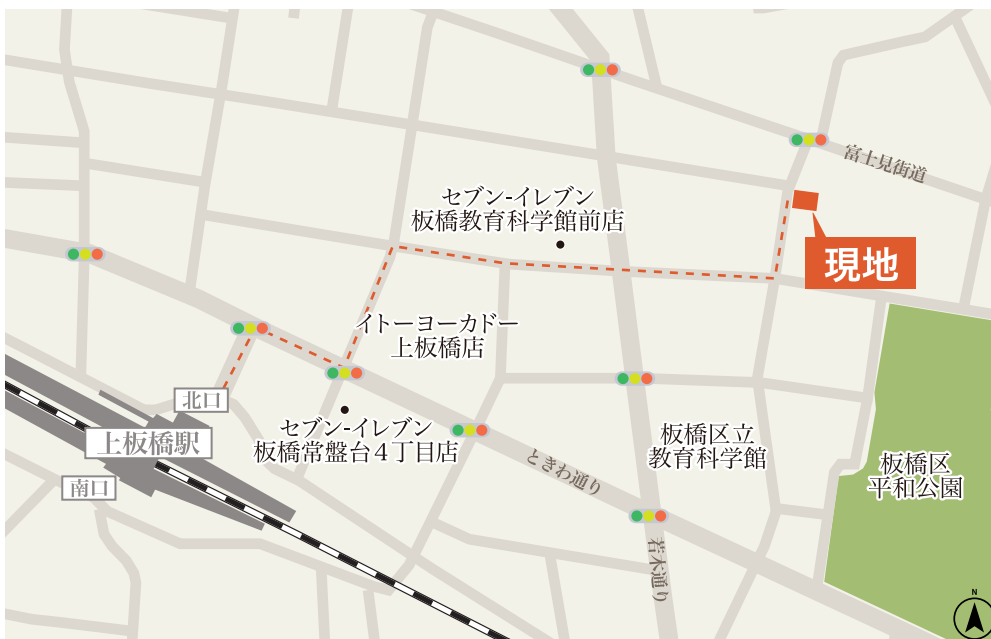 富士見街道
セブン-イレブン
板橋教育科学館前店
現地
イトーヨーカドー
上板橋店
北口
上板橋駅
南口
セブン-イレブン
板橋常盤台4丁目店
ときわ通り
板橋区立
教育科学館
板橋区
平和公園
若木通り
N